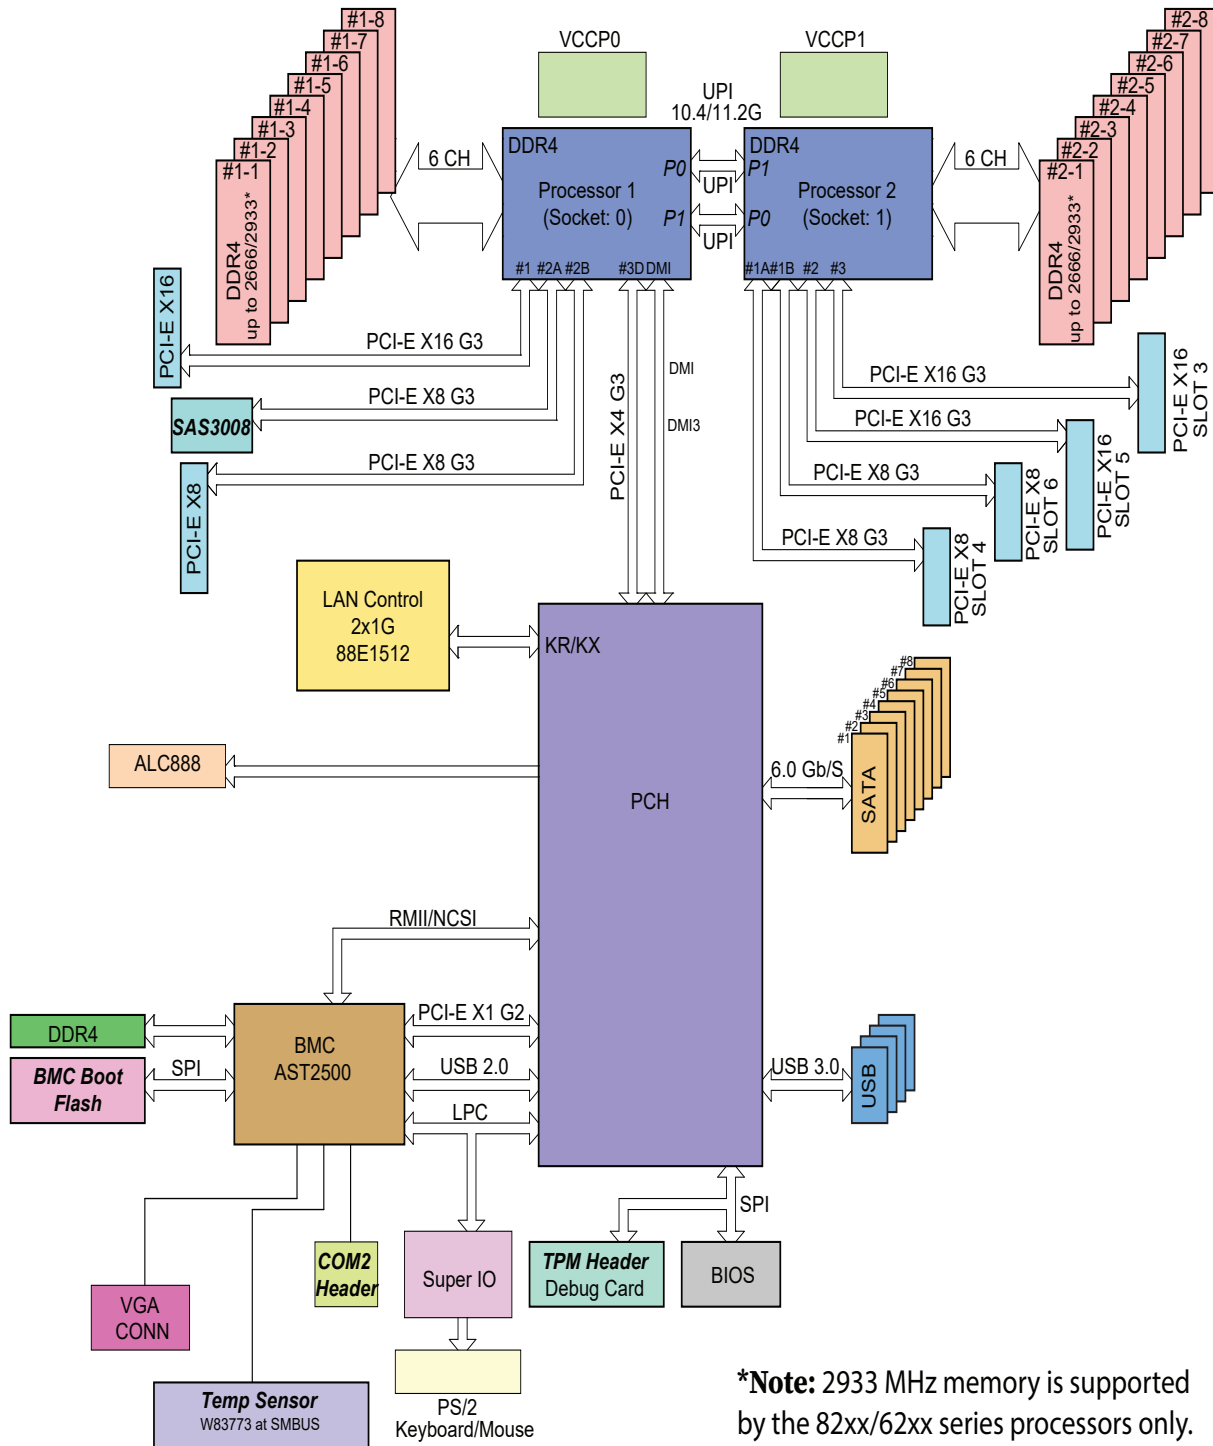 #1-8
#1-7
#1-6
#1-5
#1-4
#1-3
#1-2
#1-1
DDR4
up to 2666/2933*
VCCP0
VCCP1
UPI
10.4/11.2G
#2-8
#2-7
#2-6
#2-5
#2-4
#2-3
#2-2
#2-1
DDR4
up to 2666/2933*
6 CH
DDR4
Processor 1
(Socket: 0)
P0
P1
#1
#2A
#2B
#3D
DMI
UPI
UPI
DDR4
P1
P0
Processor 2
(Socket: 1)
#1A
#1B
#2
#3
6 CH
PCI-E X16
PCI-E X16 G3
SAS3008
PCI-E X8 G3
PCI-E X8
PCI-E X8 G3
PCI-E X4 G3
DMI
DMI3
PCI-E X16 G3
PCI-E X16
SLOT 3
PCI-E X16 G3
PCI-E X16
SLOT 5
PCI-E X8 G3
PCI-E X8
SLOT 6
PCI-E X8 G3
PCI-E X8
SLOT 4
LAN Control
2x1G
88E1512
KR/KX
ALC888
PCH
6.0 Gb/S
#8
#7
#6
#5
#4
#3
#2
#1
SATA
RMII/NCSI
DDR4
BMC Boot
Flash
SPI
BMC
AST2500
PCI-E X1 G2
USB 2.0
LPC
USB 3.0
USB
SPI
VGA
CONN
COM2
Header
Super IO
TPM Header
Debug Card
BIOS
Temp Sensor
W83773 at SMBUS
PS/2
Keyboard/Mouse
*Note: 2933 MHz memory is supported
by the 82xx/62xx series processors only.